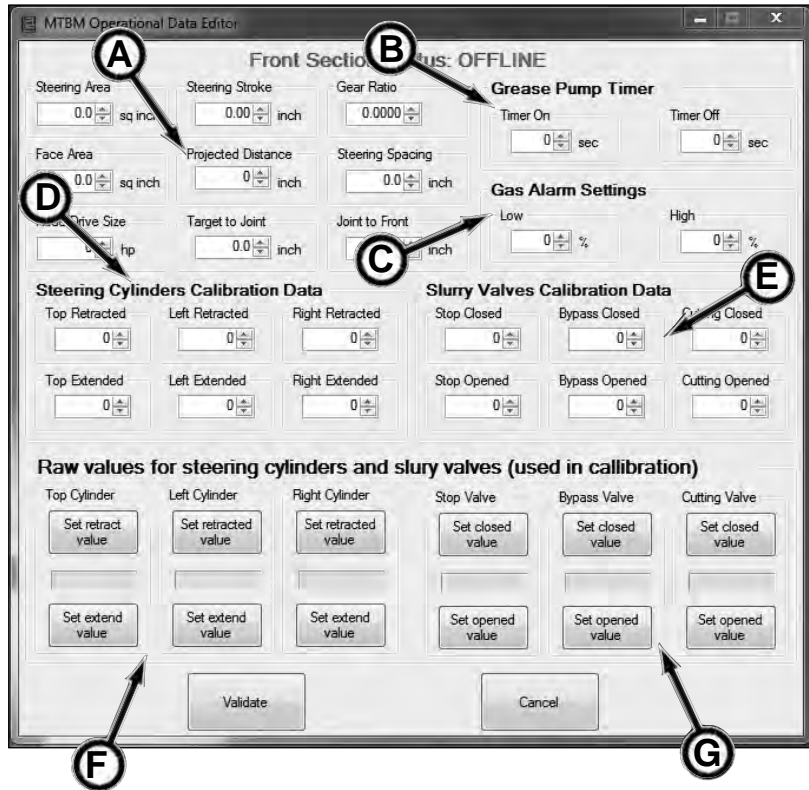 MTBM Operational Data Editor
A
B
Front Section Status: OFFLINE
Steering Area
Steering Stroke
Gear Ratio
Grease Pump Timer
0.0 sq inch
0.00 inch
0.0000
Timer On
Timer Off
0 sec
0 sec
Face Area
Projected Distance
Steering Spacing
0.0 sq inch
0 inch
0.0 inch
Gas Alarm Settings
D
Drive Size
Target to Joint
Joint to Front
C
Low
High
hp
0.0 inch
inch
0 %
0 %
E
Steering Cylinders Calibration Data
Slurry Valves Calibration Data
Top Retracted
Left Retracted
Right Retracted
Stop Closed
Bypass Closed
Cutting Closed
0
0
0
0
0
0
Top Extended
Left Extended
Right Extended
Stop Opened
Bypass Opened
Cutting Opened
0
0
0
0
0
0
Raw values for steering cylinders and slury valves (used in callibration)
Top Cylinder
Left Cylinder
Right Cylinder
Stop Valve
Bypass Valve
Cutting Valve
Set retract value
Set retracted value
Set retracted value
Set closed value
Set closed value
Set closed value
Set extend value
Set extend value
Set extend value
Set opened value
Set opened value
Set opened value
Validate
Cancel
F
G